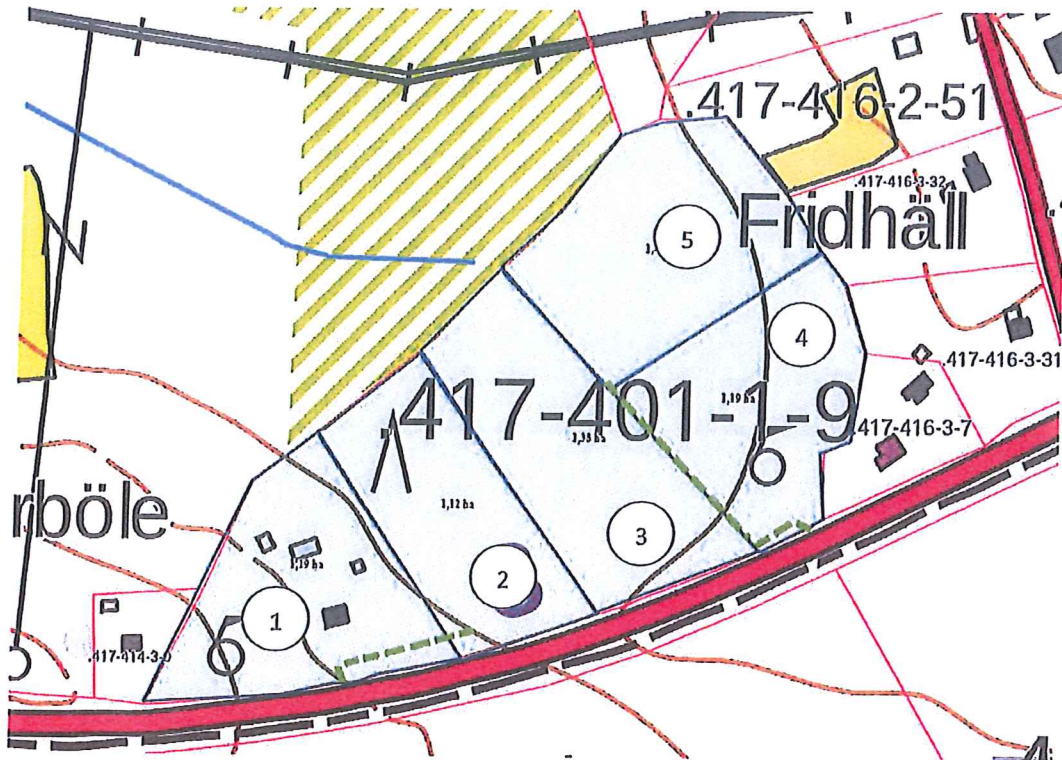 .417-416-2-51
.417-416-3-32
Fridhäll
5
4
.417-416-3-31
.417-401-1-9
1,19 ha
1,33 ha
.417-416-3-7
rböle
1,12 ha
3
2
1,19 ha
1
.417-414-3-0